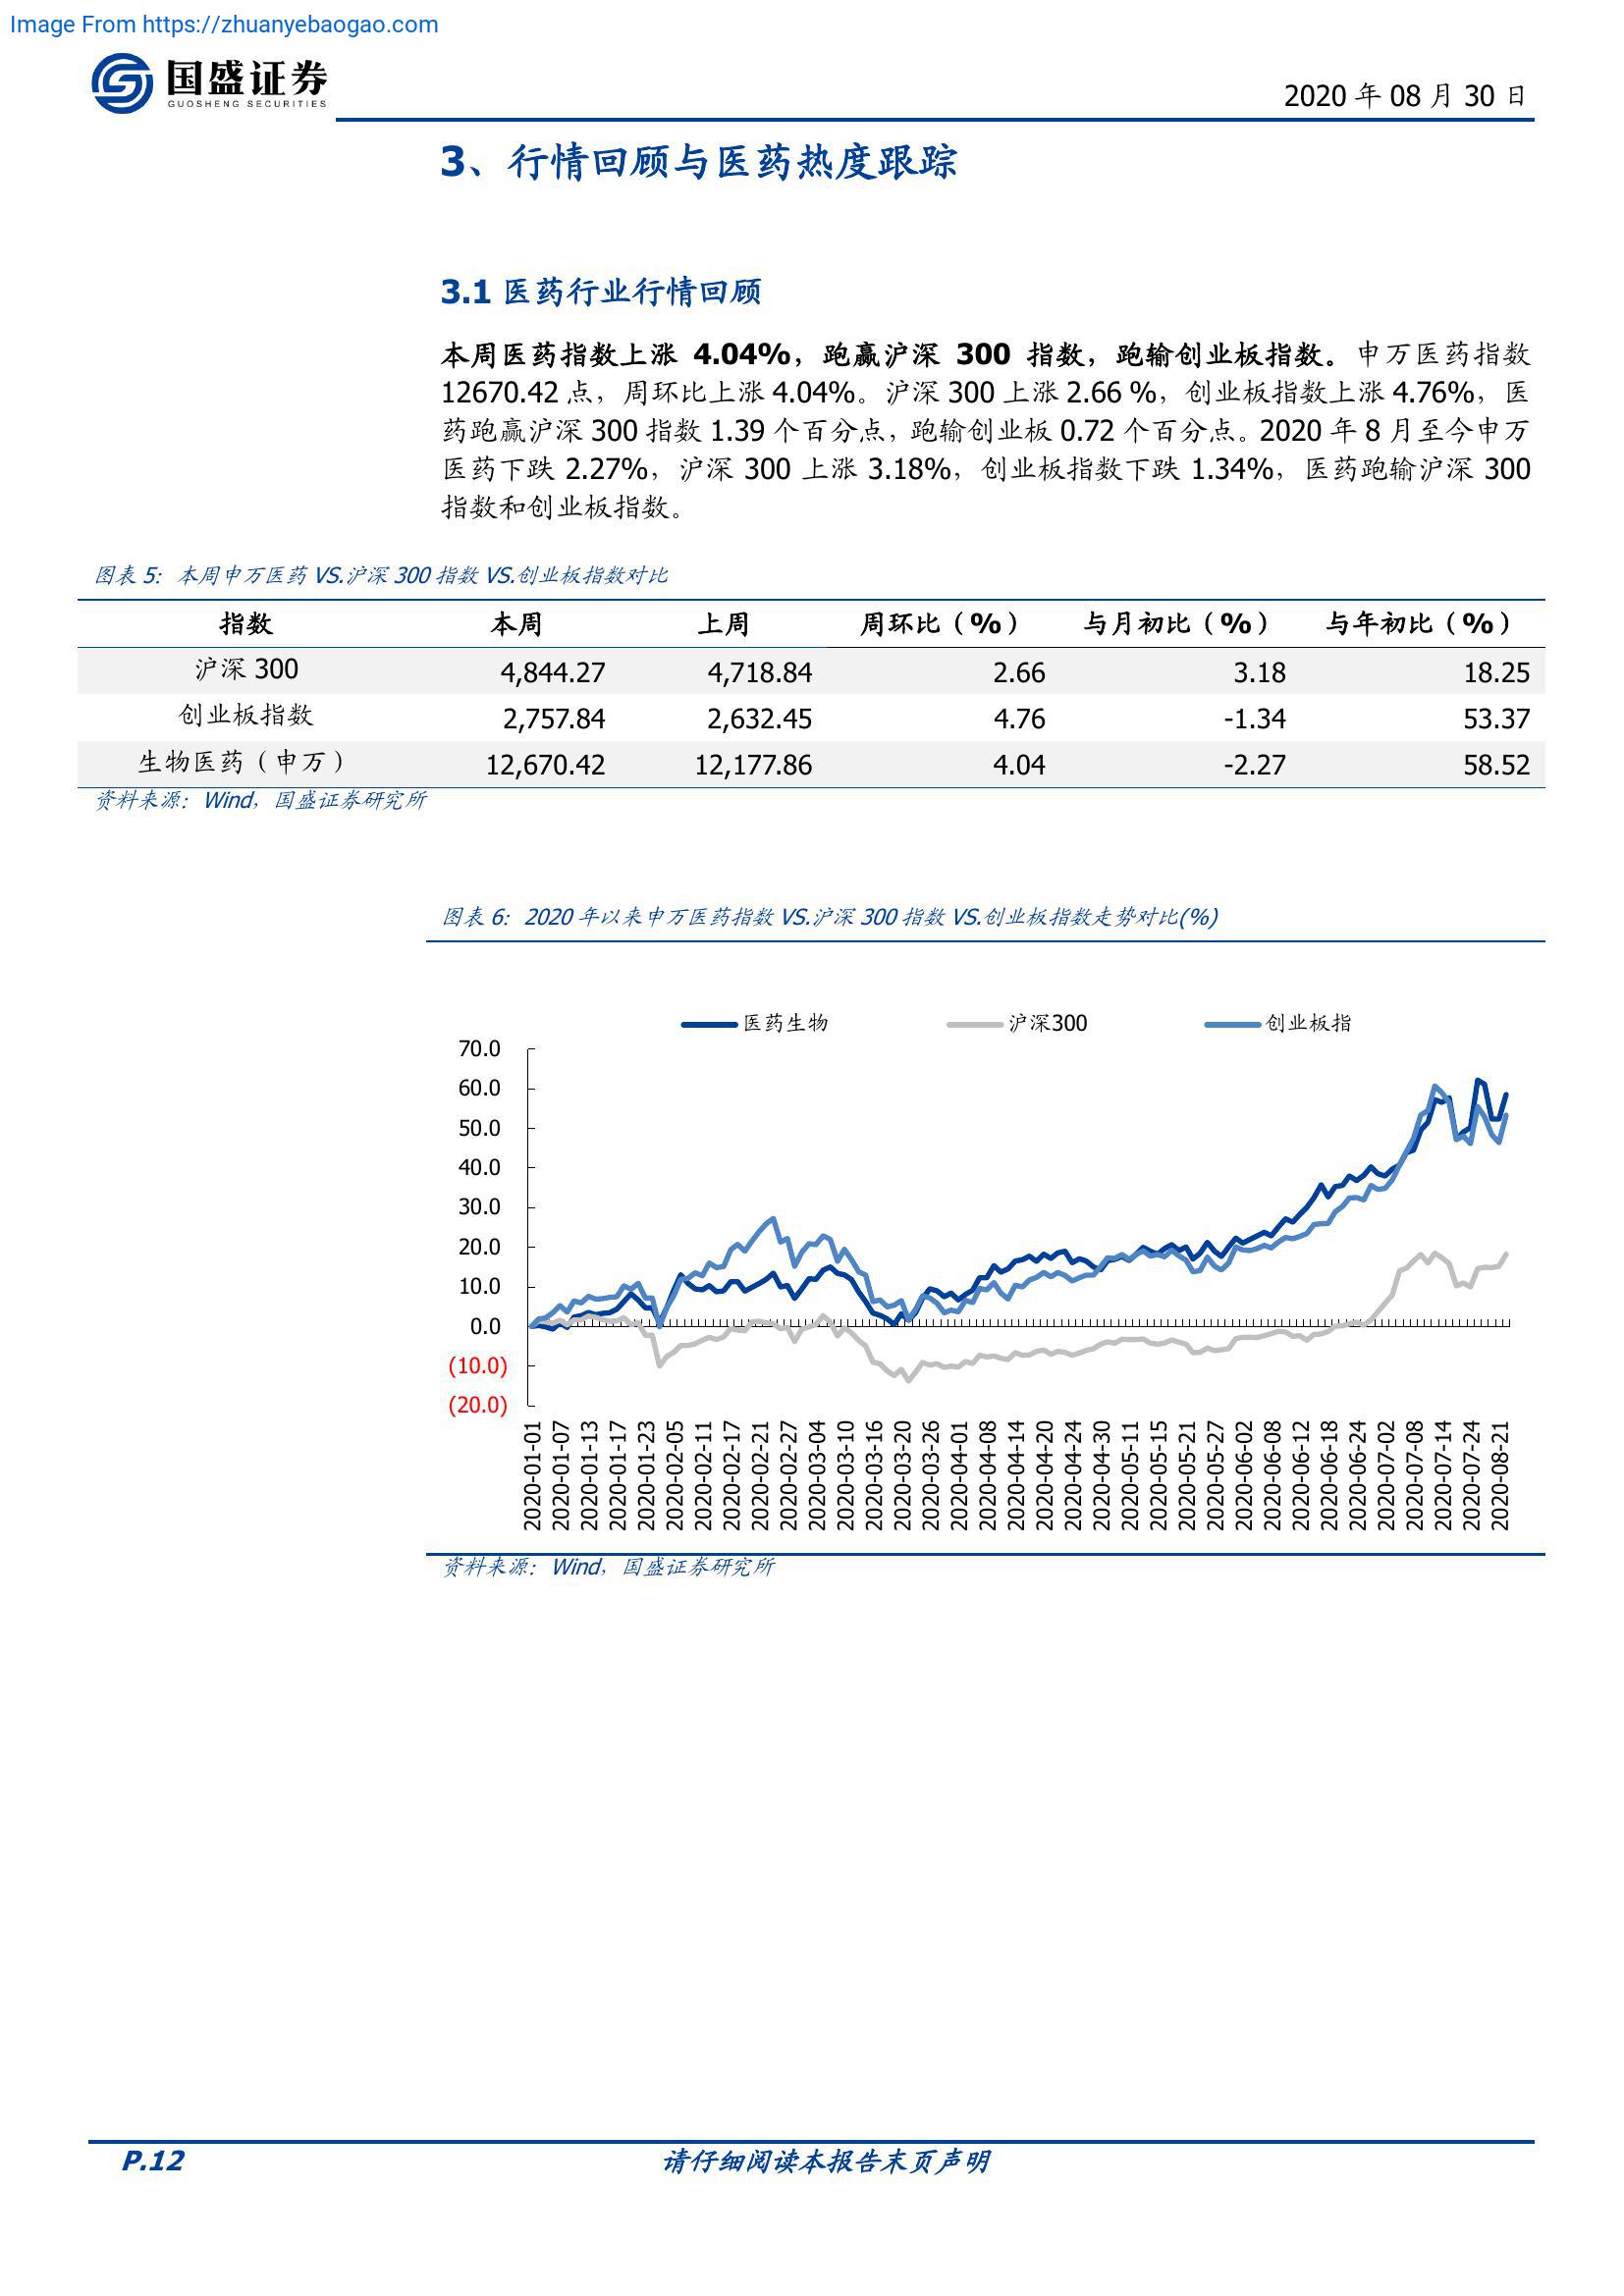 Image From https://zhuanyebaogao.com
国盛证券
GUOSHENG SECURITIES
2020 年 08 月 30 日
3、行情回顾与医药热度跟踪
3.1 医药行业行情回顾
本周医药指数上涨 4.04%，跑赢沪深 300 指数，跑输创业板指数。申万医药指数
12670.42 点，周环比上涨 4.04%。沪深 300 上涨 2.66 %，创业板指数上涨 4.76%，医
药跑赢沪深 300 指数 1.39 个百分点，跑输创业板 0.72 个百分点。2020 年 8 月至今申万
医药下跌 2.27%，沪深 300 上涨 3.18%，创业板指数下跌 1.34%，医药跑输沪深 300
指数和创业板指数。
图表 5：本周申万医药 VS.沪深 300 指数 VS.创业板指数对比
指数 本周 上周 周环比（%） 与月初比（%） 与年初比（%）
沪深 300 4,844.27 4,718.84 2.66 3.18 18.25
创业板指数 2,757.84 2,632.45 4.76 -1.34 53.37
生物医药（申万） 12,670.42 12,177.86 4.04 -2.27 58.52
资料来源：Wind，国盛证券研究所
图表 6：2020 年以来申万医药指数 VS.沪深 300 指数 VS.创业板指数走势对比(%)
医药生物 沪深300 创业板指
70.0
60.0
50.0
40.0
30.0
20.0
10.0
0.0
(10.0)
(20.0)
2020-01-01
2020-01-07
2020-01-13
2020-01-17
2020-01-23
2020-02-05
2020-02-11
2020-02-17
2020-02-21
2020-02-27
2020-03-04
2020-03-10
2020-03-16
2020-03-20
2020-03-26
2020-04-01
2020-04-08
2020-04-14
2020-04-20
2020-04-24
2020-04-30
2020-05-11
2020-05-15
2020-05-21
2020-05-27
2020-06-02
2020-06-08
2020-06-12
2020-06-18
2020-06-24
2020-07-02
2020-07-08
2020-07-14
2020-07-24
2020-08-21
资料来源：Wind，国盛证券研究所
P.12 请仔细阅读本报告末页声明